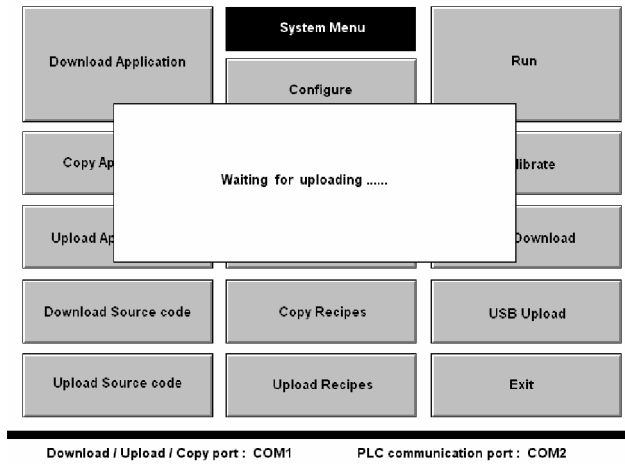 System Menu
Download Application
Run
Configure
Copy Ap
Waiting for uploading ......
librate
Upload Ap
Download
Download Source code
Copy Recipes
USB Upload
Upload Source code
Upload Recipes
Exit
Download / Upload / Copy port : COM1
PLC communication port : COM2